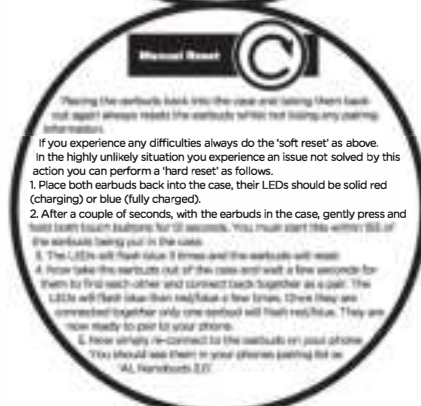 Manual Reset
C
Placing the earbuds back into the case and taking them back
out again always resets the earbuds whilst not losing any pairing
information.
If you experience any difficulties always do the 'soft reset' as above.
In the highly unlikely situation you experience an issue not solved by this
action you can perform a 'hard reset' as follows.
1. Place both earbuds back into the case, their LEDs should be solid red
(charging) or blue (fully charged).
2. After a couple of seconds, with the earbuds in the case, gently press and
hold both touch buttons for 12 seconds. You must start this within 15S of
the earbuds being put in the case.
3. The LEDs will flash blue 3 times and the earbuds will reset.
4. Now take the earbuds out of the case and wait a few seconds for
them to find each other and connect back together as a pair. The
LEDs will flash blue then red/blue a few times. Once they are
connected together only one earbud will flash red/blue. They are
now ready to pair to your phone.
5. Now simply re-connect to the earbuds on your phone.
You should see them in your phones pairing list as